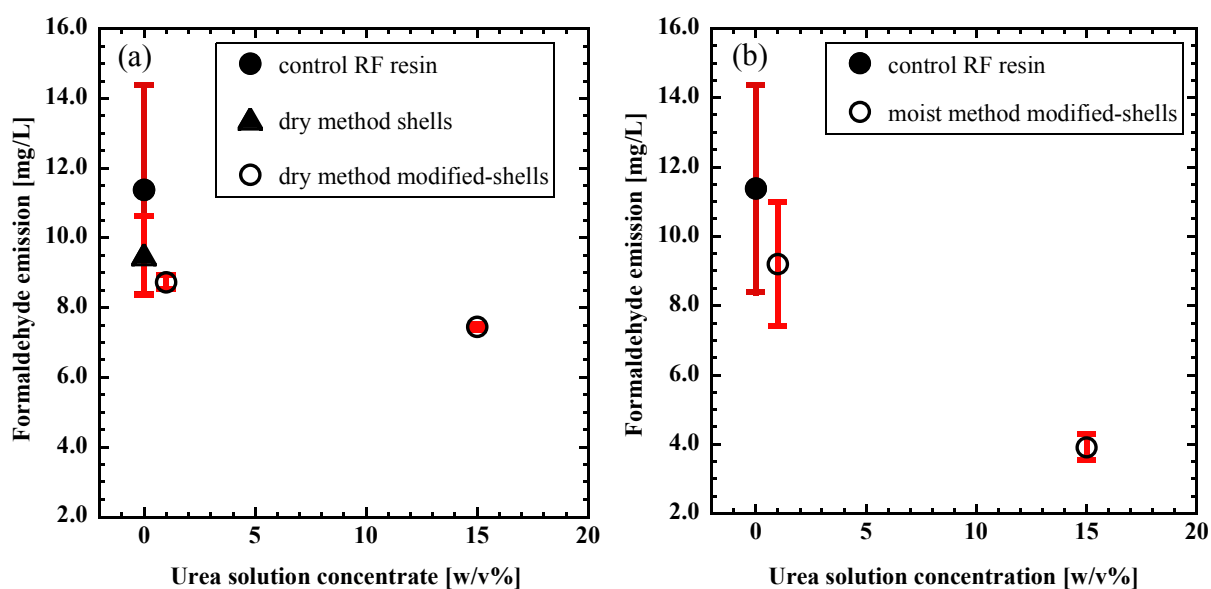 (a)
control RF resin
dry method shells
dry method modified-shells
16.0
14.0
12.0
10.0
8.0
6.0
4.0
2.0
Formaldehyde emission [mg/L]
0 5 10 15 20
Urea solution concentrate [w/v%]
(b)
control RF resin
moist method modified-shells
16.0
14.0
12.0
10.0
8.0
6.0
4.0
2.0
Formaldehyde emission [mg/L]
0 5 10 15 20
Urea solution concentration [w/v%]